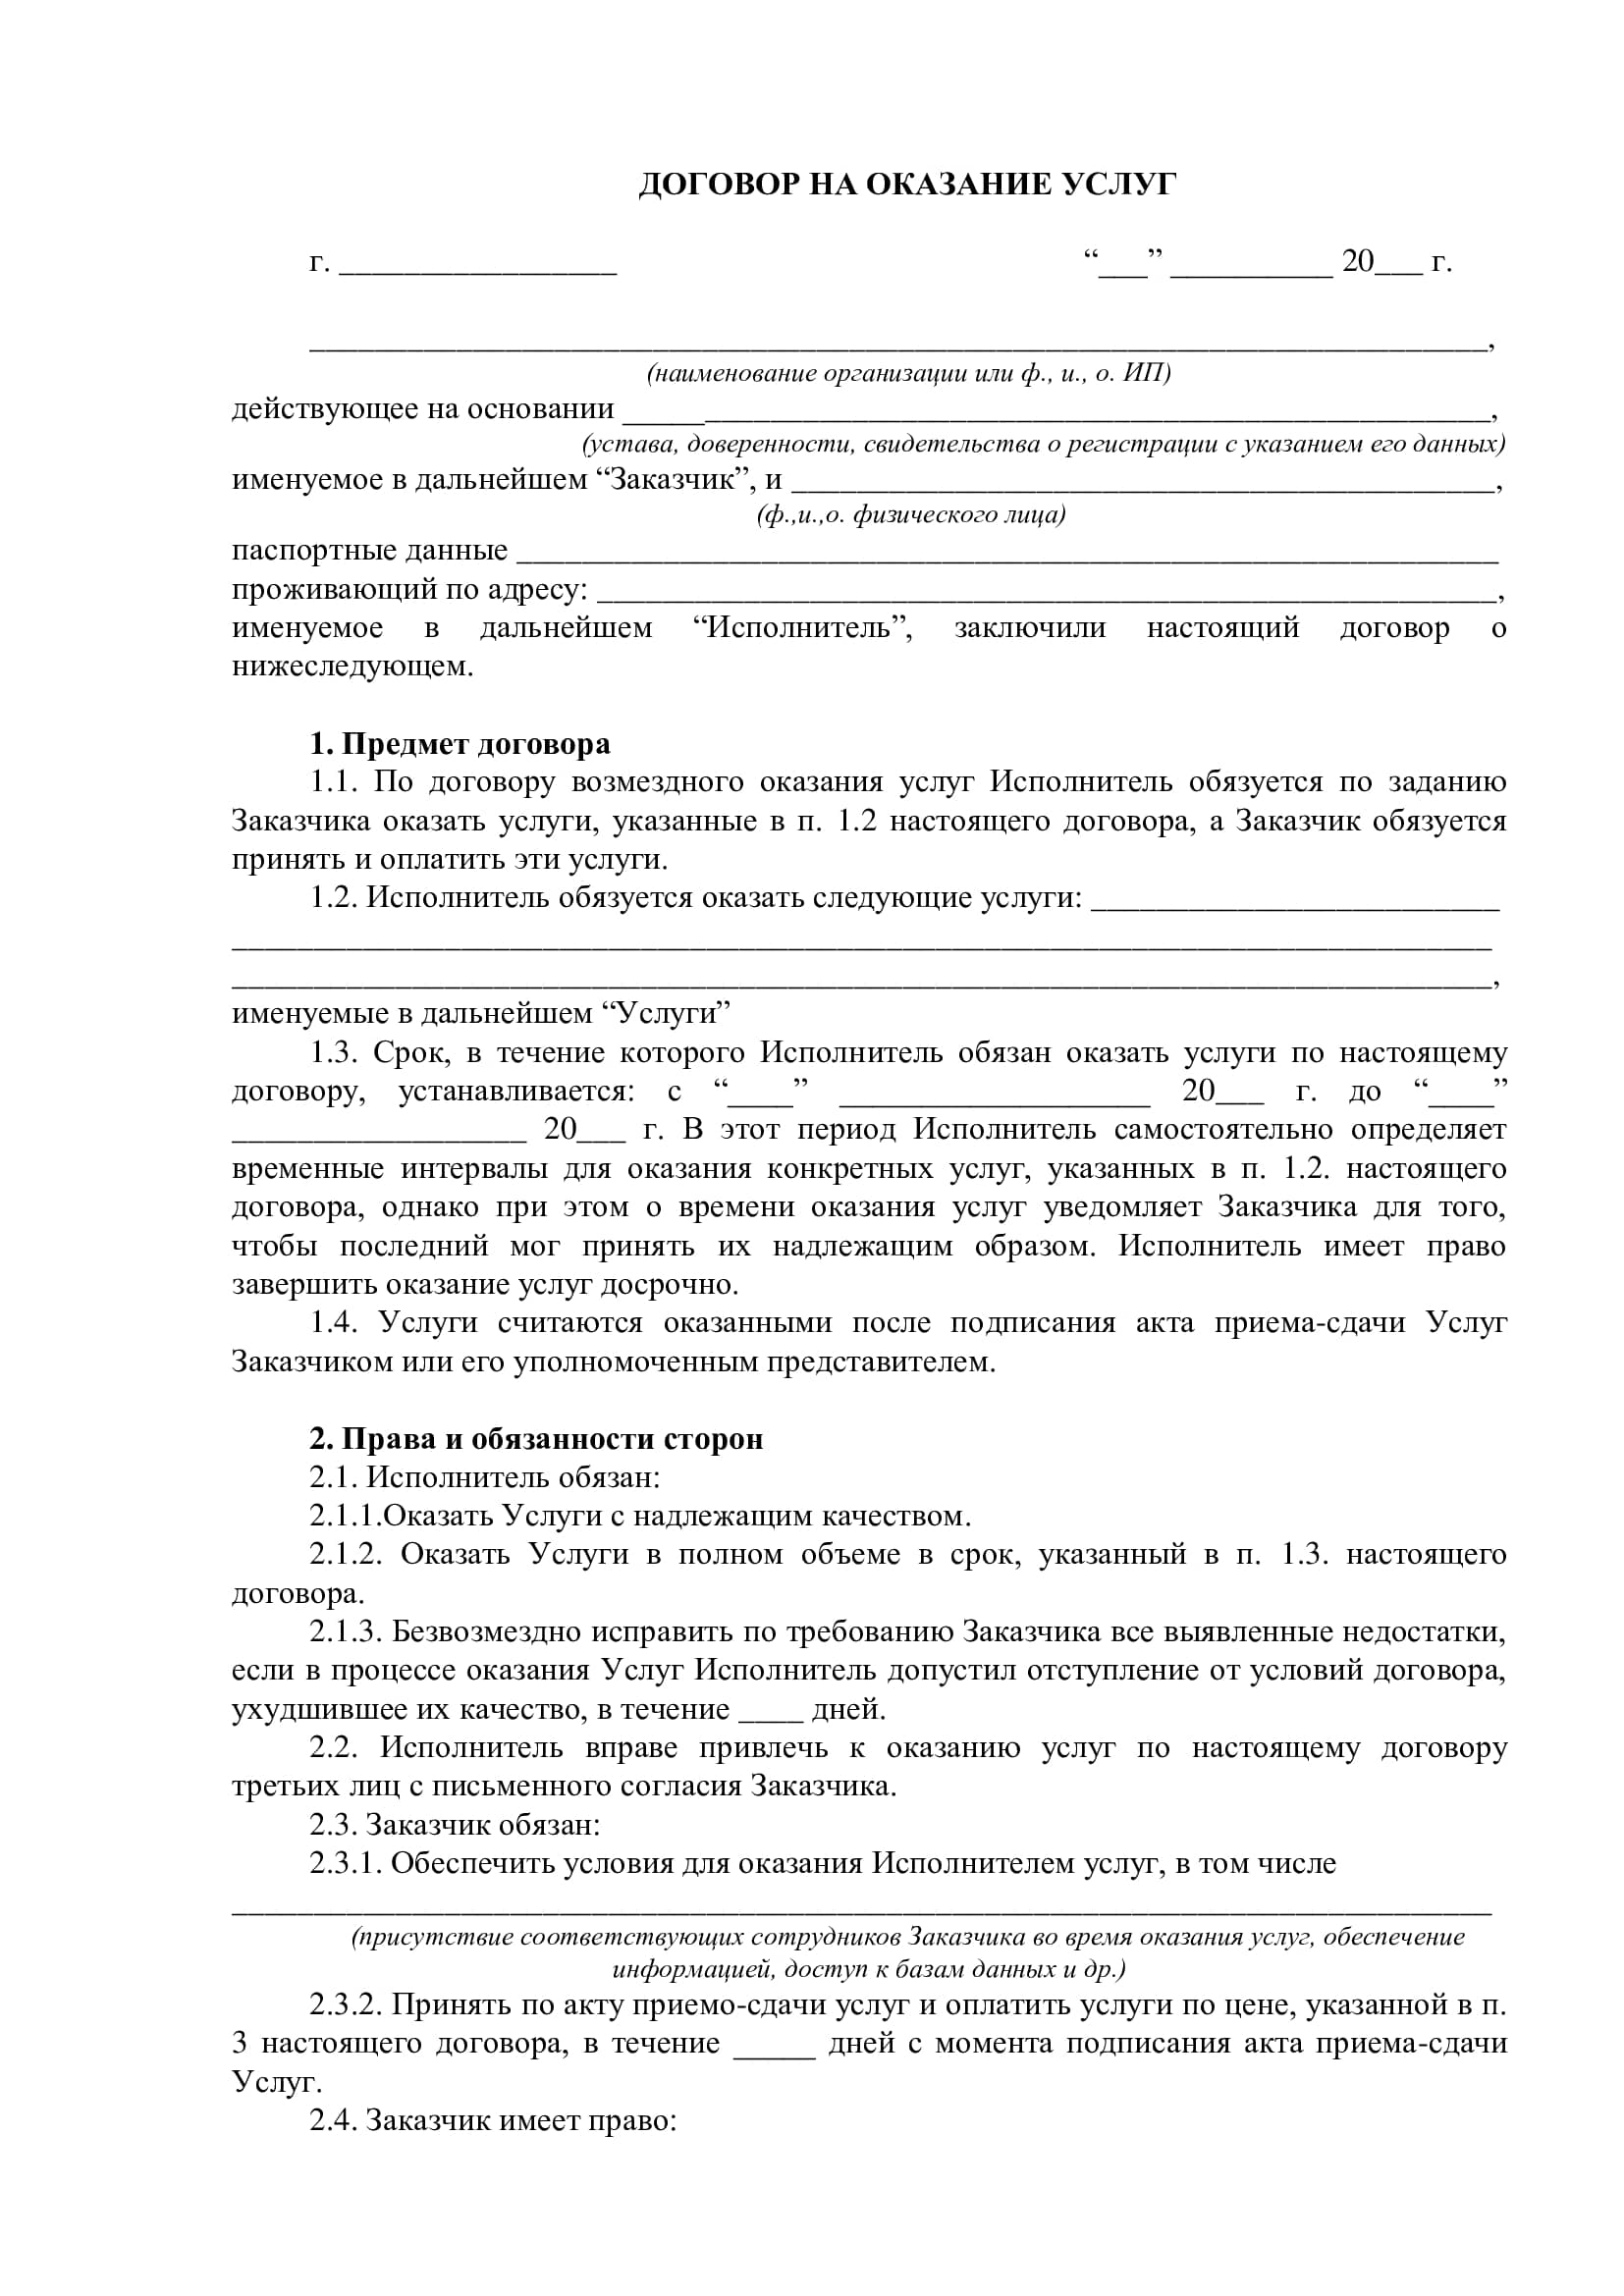 ДОГОВОР НА ОКАЗАНИЕ УСЛУГ
г. _________________ “___” __________ 20___ г.
________________________________________________________________________,
(наименование организации или ф., и., о. ИП)
действующее на основании _____________________________________________________,
(устава, доверенности, свидетельства о регистрации с указанием его данных)
именуемое в дальнейшем “Заказчик”, и ___________________________________________,
(ф.,и.,о. физического лица)
паспортные данные ____________________________________________________________
проживающий по адресу: _______________________________________________________,
именуемое в дальнейшем “Исполнитель”, заключили настоящий договор о
нижеследующем.
1. Предмет договора
1.1. По договору возмездного оказания услуг Исполнитель обязуется по заданию
Заказчика оказать услуги, указанные в п. 1.2 настоящего договора, а Заказчик обязуется
принять и оплатить эти услуги.
1.2. Исполнитель обязуется оказать следующие услуги: _________________________
_____________________________________________________________________________
_____________________________________________________________________________,
именуемые в дальнейшем “Услуги”
1.3. Срок, в течение которого Исполнитель обязан оказать услуги по настоящему
договору, устанавливается: с “____” ___________________ 20___ г. до “____”
__________________ 20___ г. В этот период Исполнитель самостоятельно определяет
временные интервалы для оказания конкретных услуг, указанных в п. 1.2. настоящего
договора, однако при этом о времени оказания услуг уведомляет Заказчика для того,
чтобы последний мог принять их надлежащим образом. Исполнитель имеет право
завершить оказание услуг досрочно.
1.4. Услуги считаются оказанными после подписания акта приема-сдачи Услуг
Заказчиком или его уполномоченным представителем.
2. Права и обязанности сторон
2.1. Исполнитель обязан:
2.1.1.Оказать Услуги с надлежащим качеством.
2.1.2. Оказать Услуги в полном объеме в срок, указанный в п. 1.3. настоящего
договора.
2.1.3. Безвозмездно исправить по требованию Заказчика все выявленные недостатки,
если в процессе оказания Услуг Исполнитель допустил отступление от условий договора,
ухудшившее их качество, в течение ____ дней.
2.2. Исполнитель вправе привлечь к оказанию услуг по настоящему договору
третьих лиц с письменного согласия Заказчика.
2.3. Заказчик обязан:
2.3.1. Обеспечить условия для оказания Исполнителем услуг, в том числе
_____________________________________________________________________________
(присутствие соответствующих сотрудников Заказчика во время оказания услуг, обеспечение
информацией, доступ к базам данных и др.)
2.3.2. Принять по акту приемо-сдачи услуг и оплатить услуги по цене, указанной в п.
3 настоящего договора, в течение _____ дней с момента подписания акта приема-сдачи
Услуг.
2.4. Заказчик имеет право: